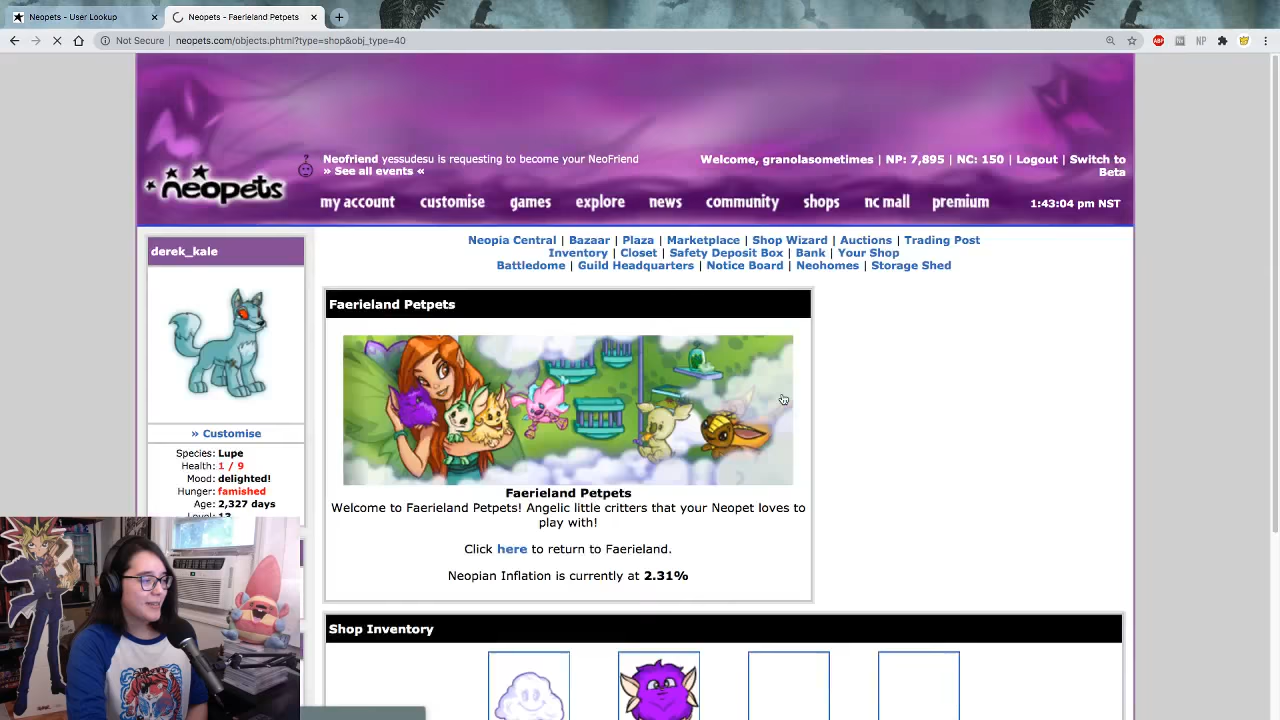 Neopets - User Lookup
Neopets - Faerieland Petpets
Not Secure | neopets.com/objects.phtml?type=shop&obj_type=40
ABP
NP
Neofriend yessudesu is requesting to become your NeoFriend
» See all events «
Welcome, granolasometimes | NP: 7,895 | NC: 150 | Logout | Switch to
Beta
neopets
my account
customise
games
explore
news
community
shops
nc mall
premium
1:43:04 pm NST
derek_kale
» Customise
Species: Lupe
Health: 1 / 9
Mood: delighted!
Hunger: famished
Age: 2,327 days
Neopia Central | Bazaar | Plaza | Marketplace | Shop Wizard | Auctions | Trading Post
Inventory | Closet | Safety Deposit Box | Bank | Your Shop
Battledome | Guild Headquarters | Notice Board | Neohomes | Storage Shed
Faerieland Petpets
Faerieland Petpets
Welcome to Faerieland Petpets! Angelic little critters that your Neopet loves to
play with!
Click here to return to Faerieland.
Neopian Inflation is currently at 2.31%
Shop Inventory